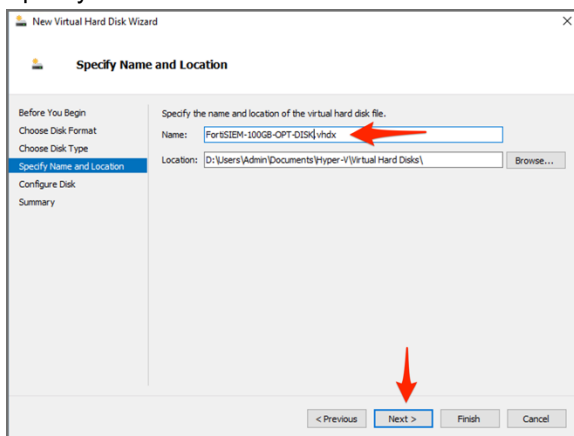 New Virtual Hard Disk Wizard
Specify Name and Location
Before You Begin
Choose Disk Format
Choose Disk Type
Specify Name and Location
Configure Disk
Summary
Specify the name and location of the virtual hard disk file.
Name: FortiSIEM-100GB-OPT-DISK.vhdx
Location: D:\Users\Admin\Documents\Hyper-V\Virtual Hard Disks\ Browse...
< Previous Next > Finish Cancel